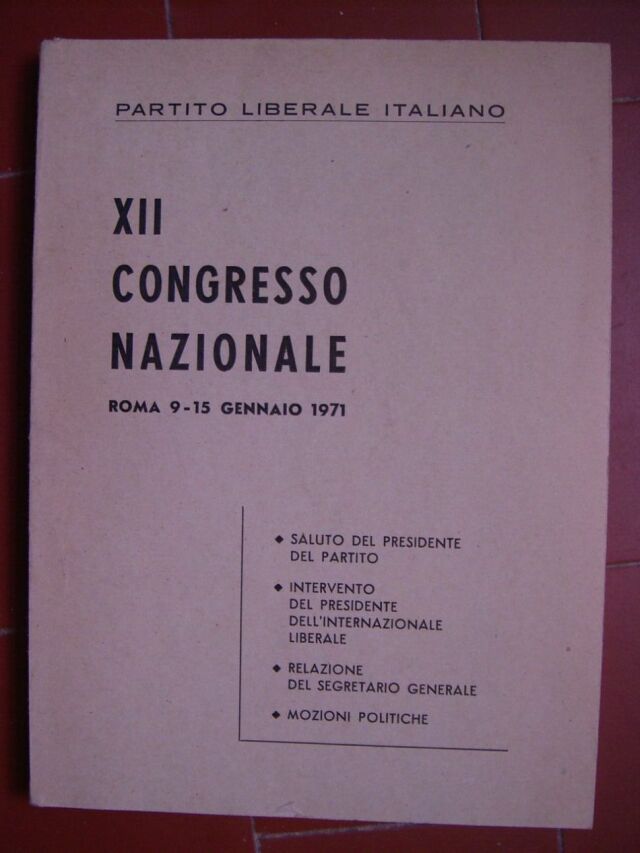 PARTITO LIBERALE ITALIANO
XII
CONGRESSO
NAZIONALE
ROMA 9-15 GENNAIO 1971
◆ SALUTO DEL PRESIDENTE
DEL PARTITO
◆ INTERVENTO
DEL PRESIDENTE
DELL'INTERNAZIONALE
LIBERALE
◆ RELAZIONE
DEL SEGRETARIO GENERALE
◆ MOZIONI POLITICHE